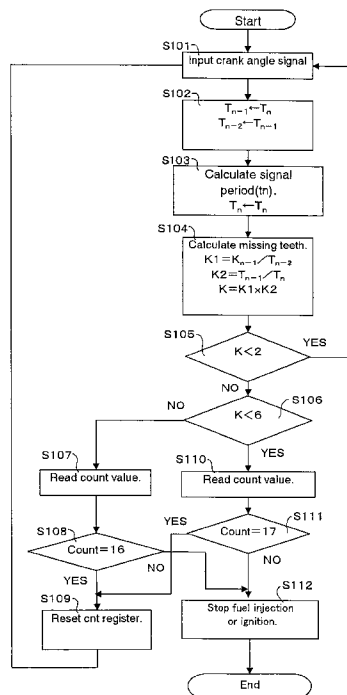 Start
S101
Input crank angle signal
S102
Tn-1←Tn
Tn-2←Tn-1
S103
Calculate signal
period(tn).
Tn←Tn
S104
Calculate missing teeth.
K1=Kn-1/Tn-2
K2=Tn-1/Tn
K=K1×K2
S105
K<2
YES
NO
S106
K<6
NO
YES
S107
Read count value.
S110
Read count value.
S108
Count=16
YES
NO
S111
Count=17
YES
NO
S109
Reset cnt register.
S112
Stop fuel injection
or ignition.
End